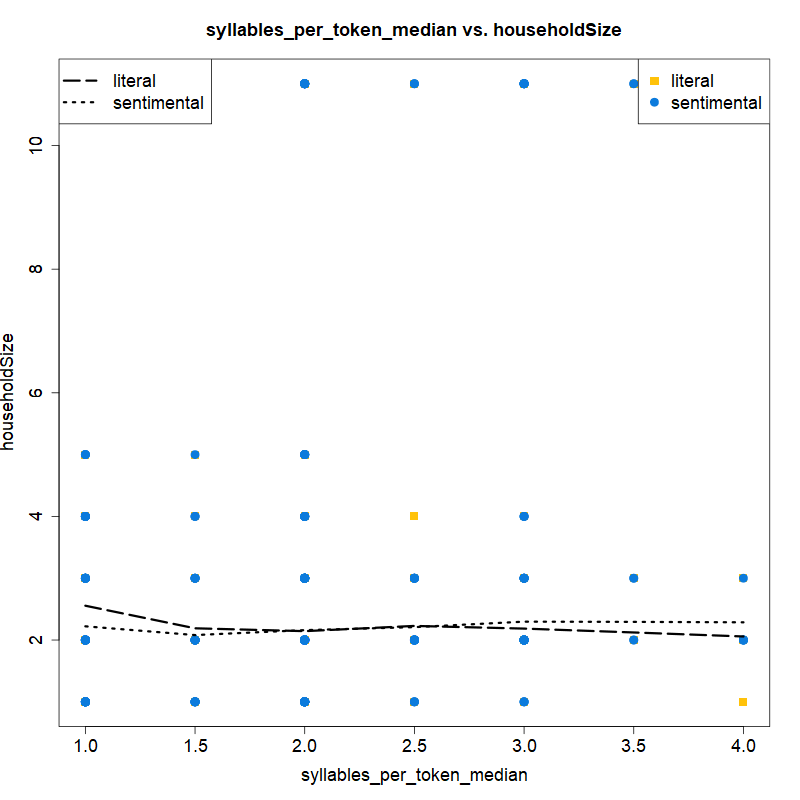 syllables_per_token_median vs. householdSize
literal
sentimental
literal
sentimental
householdSize
10
8
6
4
2
1.0 1.5 2.0 2.5 3.0 3.5 4.0
syllables_per_token_median